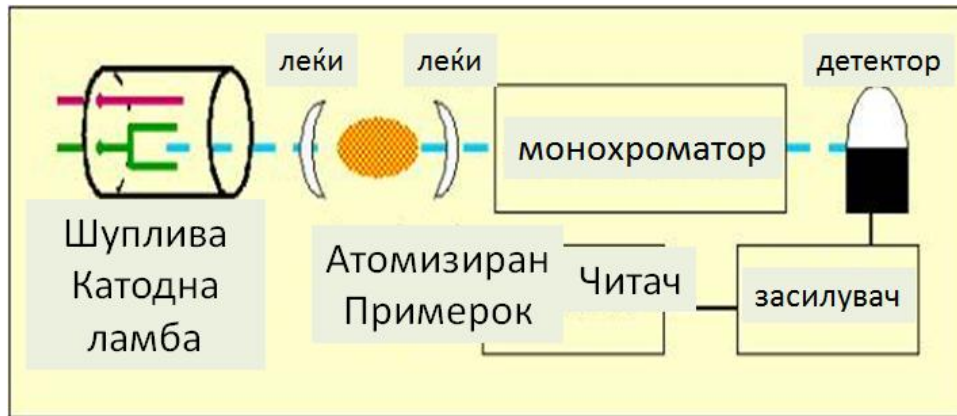 леќи
леќи
детектор
монохроматор
Шуплива
Катодна
ламба
Атомизиран
Примерок
Читач
засилувач